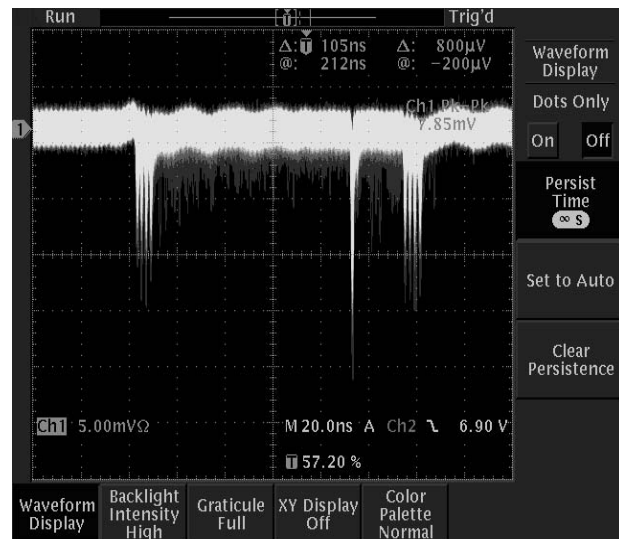 Run
Trig'd
T
Δ: 105ns Δ: 800μV
@: 212ns @: −200μV
Ch1 Pk–Pk
7.85mV
1
Ch1 5.00mVΩ
M 20.0ns A Ch2 6.90 V
T 57.20 %
Waveform
Display
Dots Only
On Off
Persist
Time
∞ S
Set to Auto
Clear
Persistence
Waveform
Display
Backlight
Intensity
High
Graticule
Full
XY Display
Off
Color
Palette
Normal